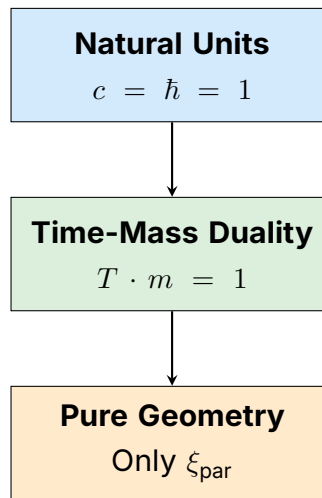 Natural Units
c = ħ = 1
Time-Mass Duality
T · m = 1
Pure Geometry
Only ξ_par